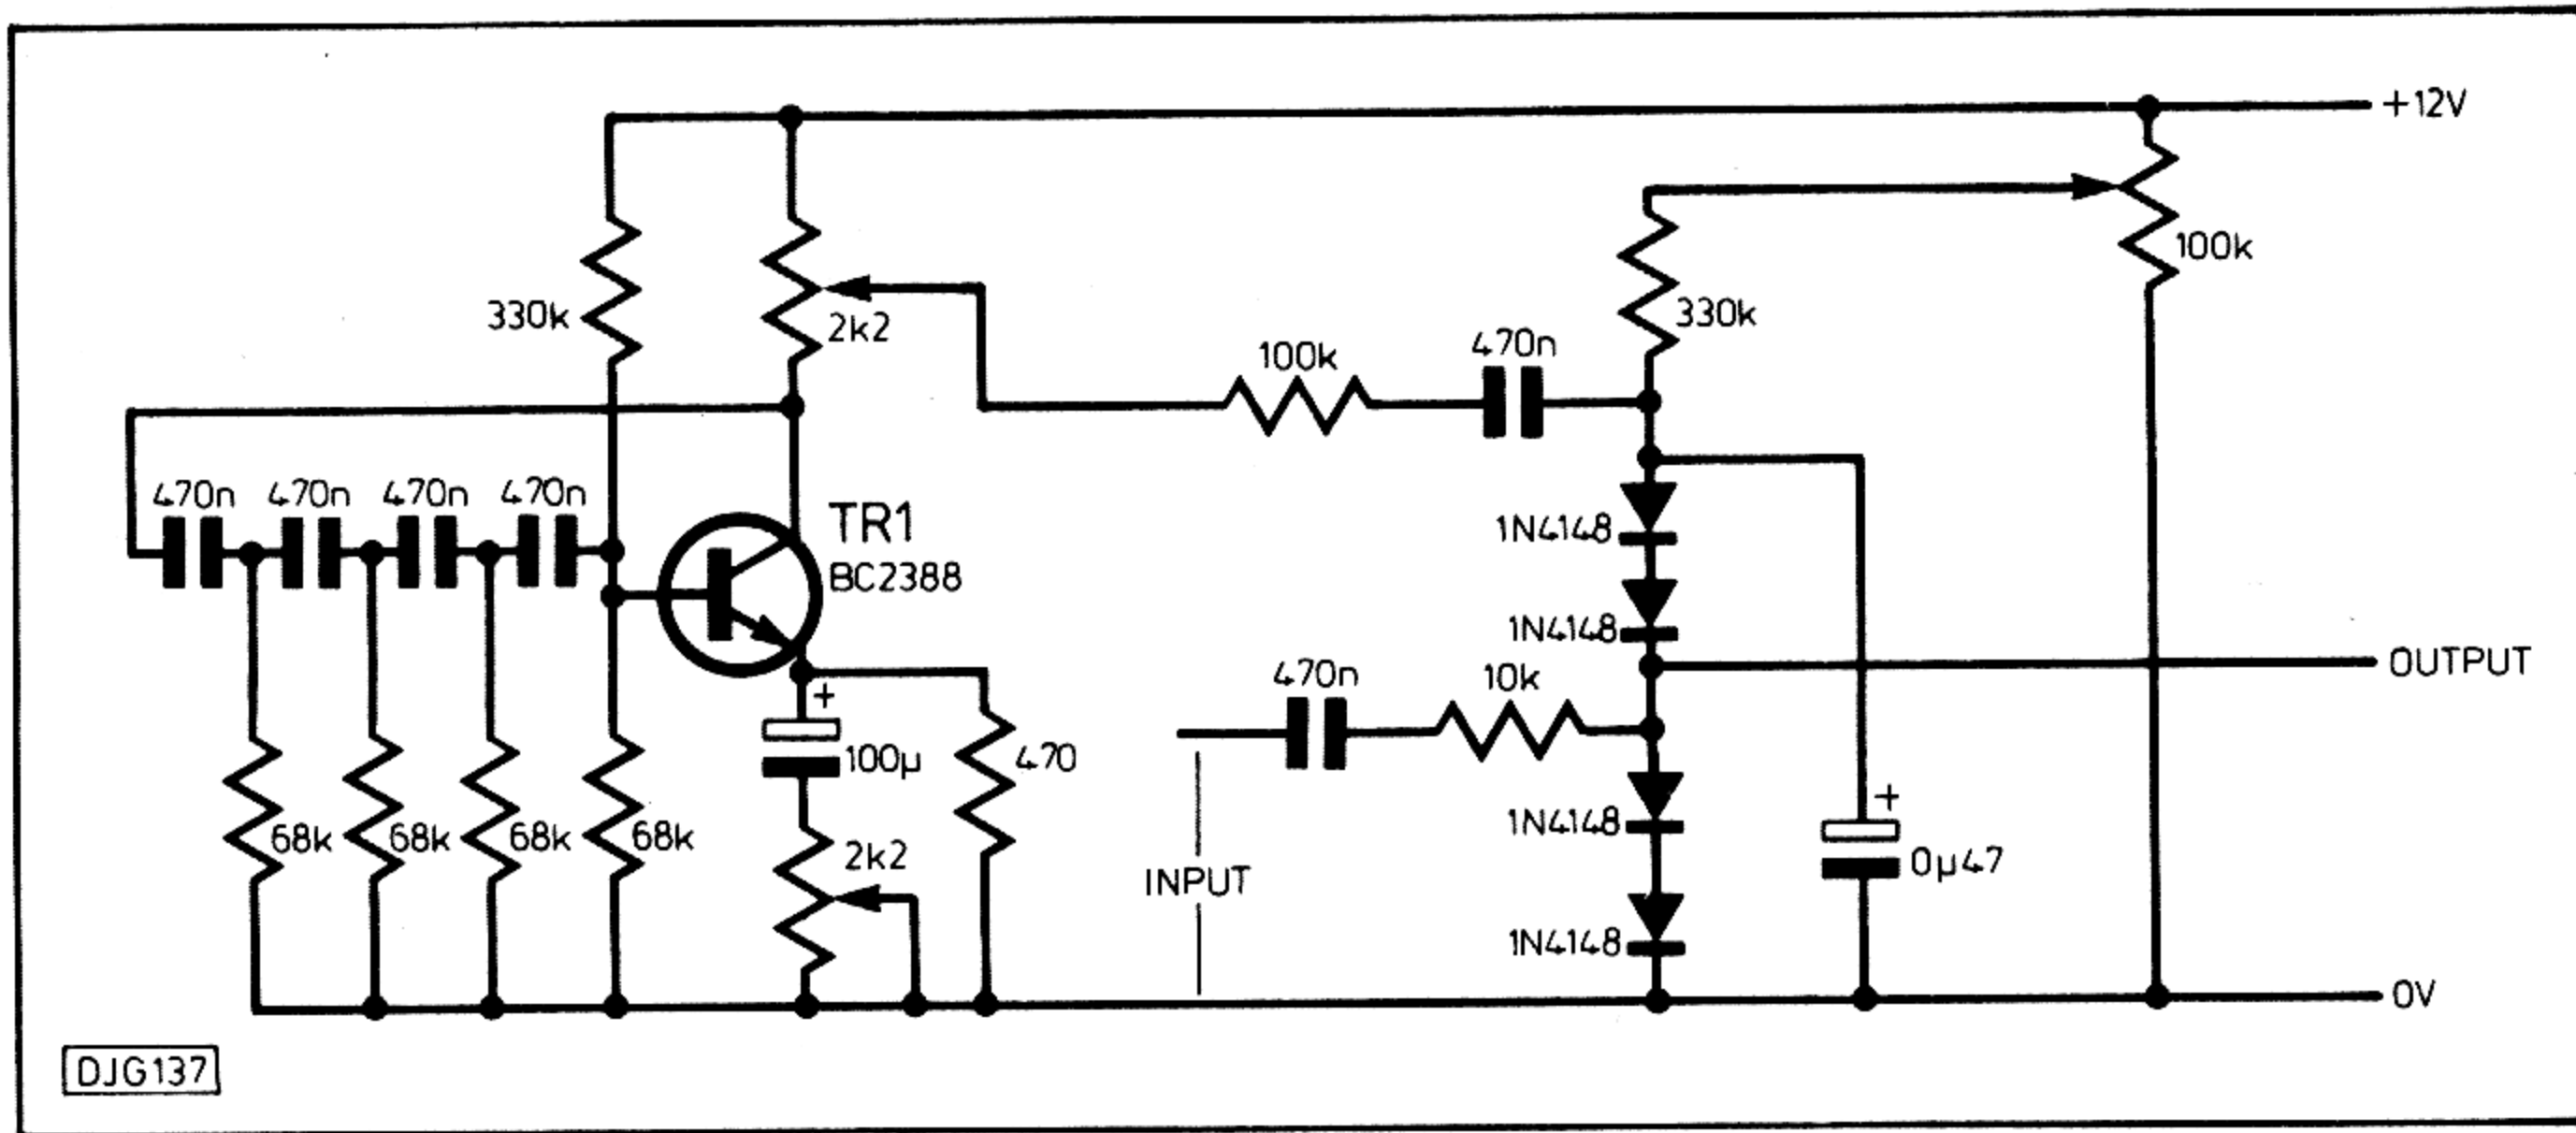 +12V
330k
2k2
100k
470n
330k
100k
470n
470n
470n
470n
TR1
BC2388
1N4148
1N4148
OUTPUT
470n
10k
+
100µ
470
68k
68k
68k
68k
2k2
INPUT
1N4148
1N4148
+
0µ47
0V
DJG137